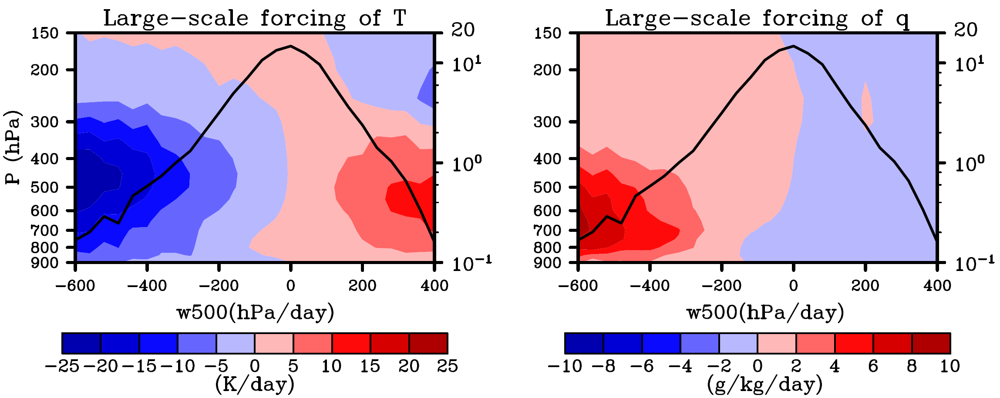 Large-scale forcing of T
150
200
300
400
500
600
700
800
900
P (hPa)
20
10¹
10⁰
10⁻¹
-600 -400 -200 0 200 400
w500(hPa/day)
-25 -20 -15 -10 -5 0 5 10 15 20 25
(K/day)
Large-scale forcing of q
150
200
300
400
500
600
700
800
900
20
10¹
10⁰
10⁻¹
-600 -400 -200 0 200 400
w500(hPa/day)
-10 -8 -6 -4 -2 0 2 4 6 8 10
(g/kg/day)